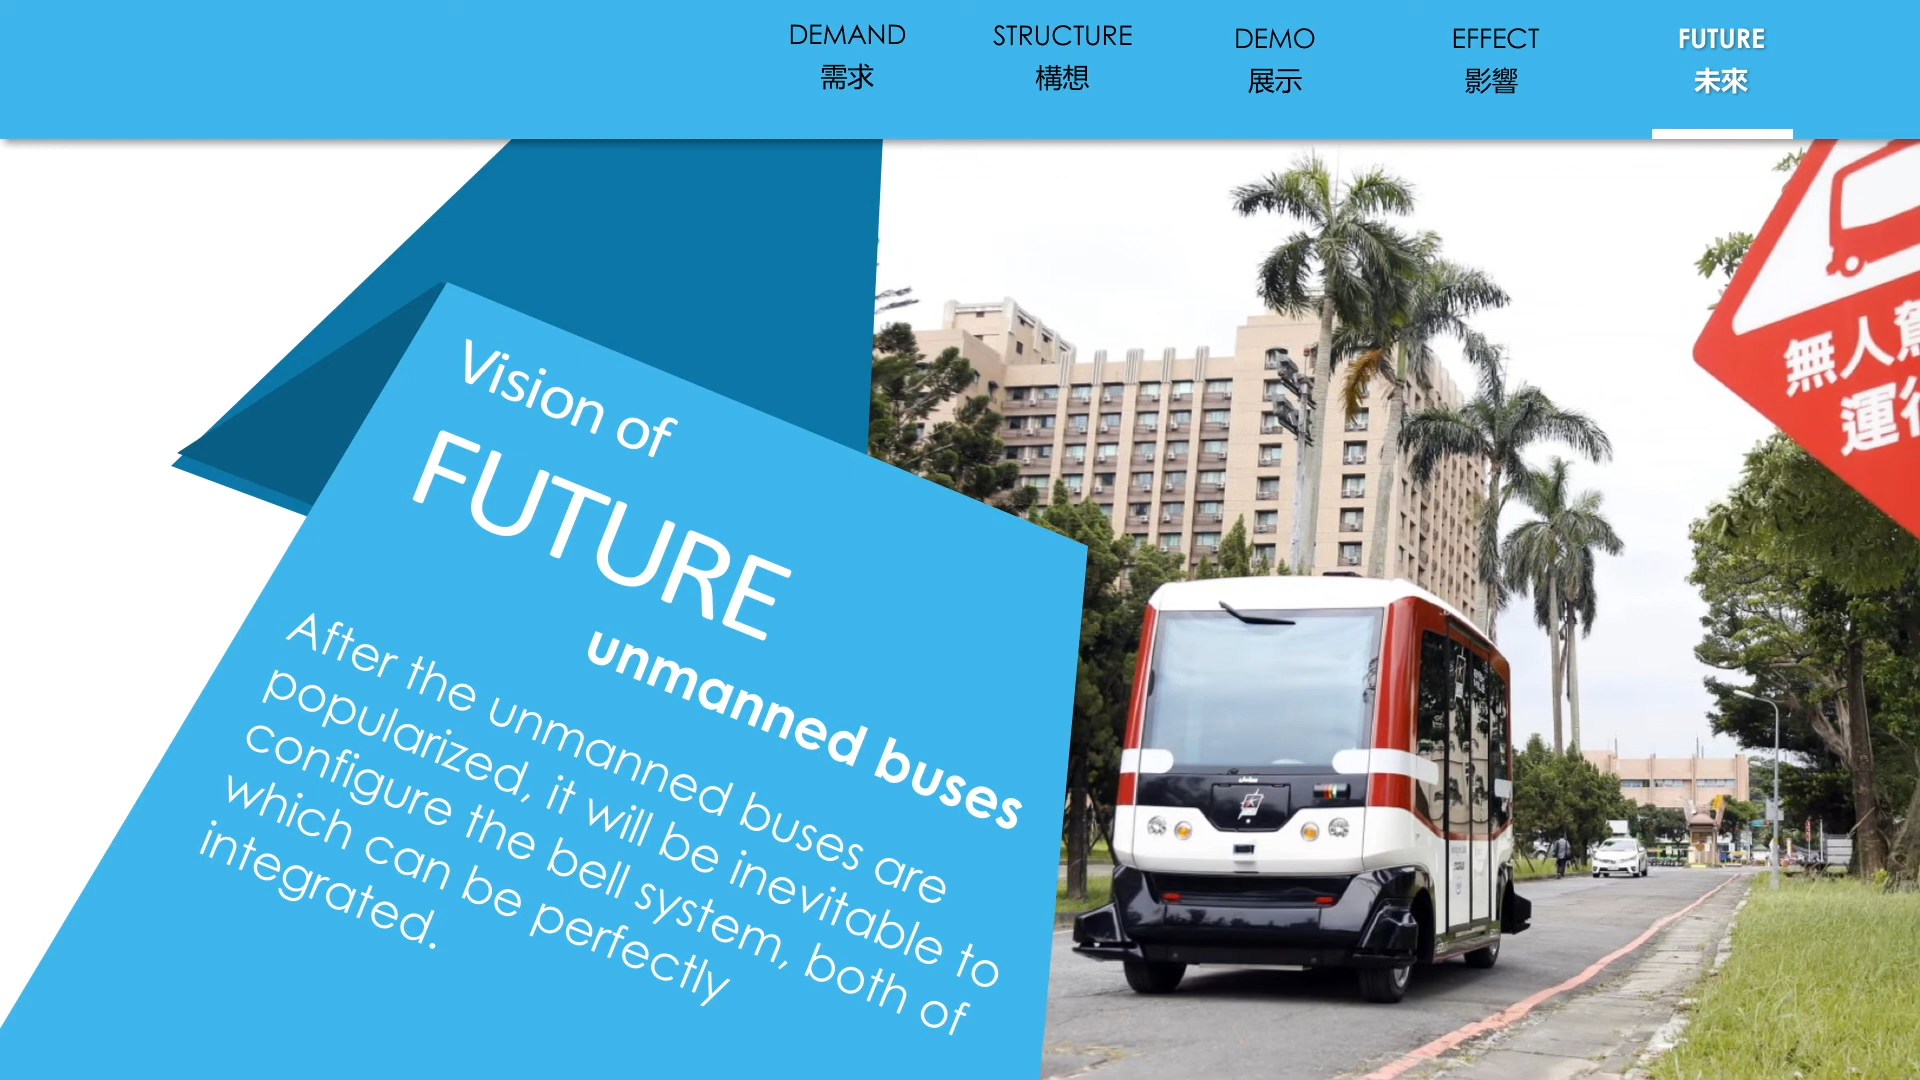 DEMAND
需求
STRUCTURE
構想
DEMO
展示
EFFECT
影響
FUTURE
未來
Vision of
FUTURE
unmanned buses
After the unmanned buses are
popularized, it will be inevitable to
configure the bell system, both of
which can be perfectly
integrated.
無人駕
運行